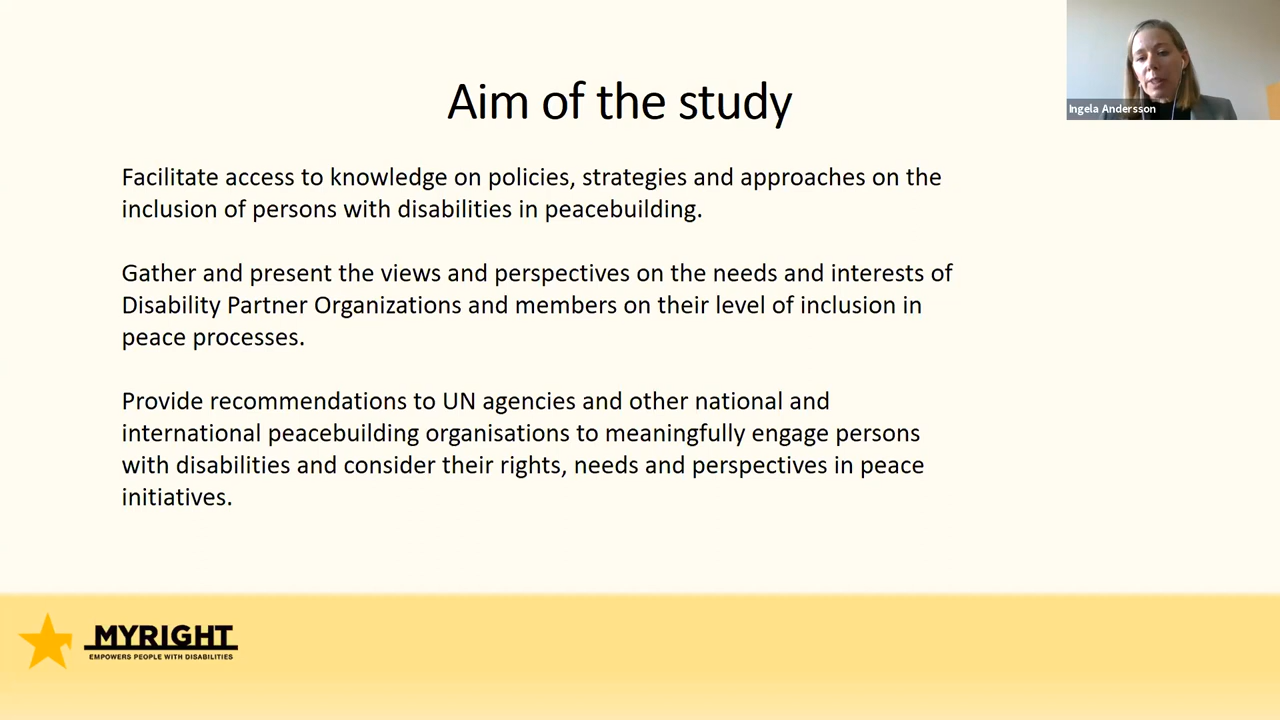 Aim of the study
Ingela Andersson
Facilitate access to knowledge on policies, strategies and approaches on the
inclusion of persons with disabilities in peacebuilding.
Gather and present the views and perspectives on the needs and interests of
Disability Partner Organizations and members on their level of inclusion in
peace processes.
Provide recommendations to UN agencies and other national and
international peacebuilding organisations to meaningfully engage persons
with disabilities and consider their rights, needs and perspectives in peace
initiatives.
MYRIGHT
EMPOWERS PEOPLE WITH DISABILITIES